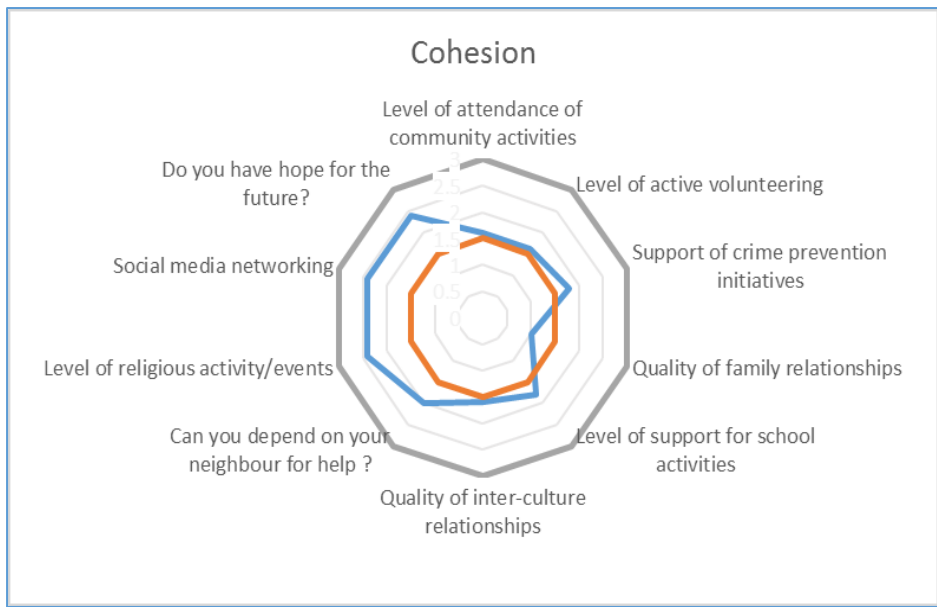 Cohesion
Level of attendance of
community activities
Do you have hope for the
future?
Level of active volunteering
Social media networking
Support of crime prevention
initiatives
Level of religious activity/events
Quality of family relationships
Can you depend on your
neighbour for help ?
Level of support for school
activities
Quality of inter-culture
relationships
3
2.5
2
1.5
1
0.5
0